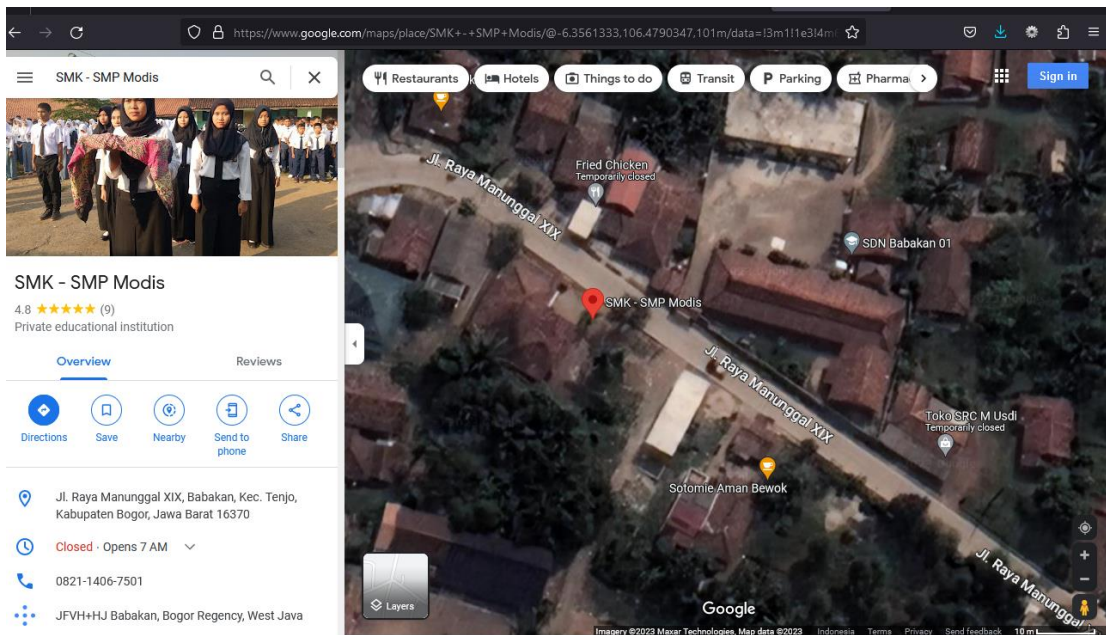 https://www.google.com/maps/place/SMK+-+SMP+Modis/@-6.3561333,106.4790347,101m/data=!3m1!1e3!4m
SMK - SMP Modis
SMK - SMP Modis
4.8 ★★★★★ (9)
Private educational institution
Overview
Reviews
Directions
Save
Nearby
Send to
phone
Share
Jl. Raya Manunggal XIX, Babakan, Kec. Tenjo,
Kabupaten Bogor, Jawa Barat 16370
Closed · Opens 7 AM
0821-1406-7501
JFVH+HJ Babakan, Bogor Regency, West Java
Restaurants
Hotels
Things to do
Transit
P Parking
Pharma
Sign in
Jl. Raya Manunggal XIX
Fried Chicken
Temporarily closed
SDN Babakan 01
SMK - SMP Modis
Jl. Raya Manunggal XIX
Toko SRC M Usdi
Temporarily closed
Sotomie Aman Bewok
Jl. Raya Manunggal
Layers
Google
Imagery ©2023 Maxar Technologies, Map data ©2023 Indonesia Terms Privacy Send feedback 10 m